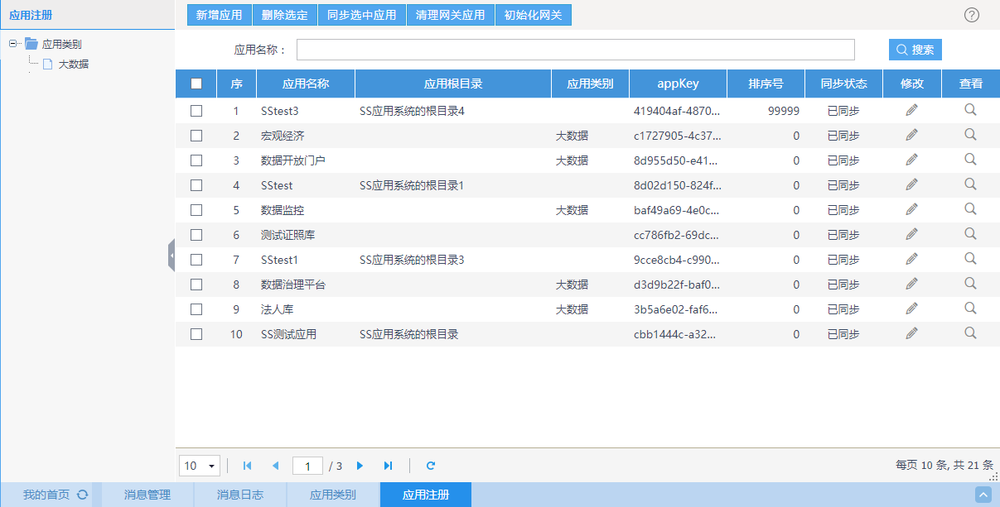 应用注册
应用类别
大数据
新增应用 删除选定 同步选中应用 清理网关应用 初始化网关
应用名称： 搜索
序 应用名称 应用根目录 应用类别 appKey 排序号 同步状态 修改 查看
1 SStest3 SS应用系统的根目录4 419404af-4870... 99999 已同步
2 宏观经济 大数据 c1727905-4c37... 0 已同步
3 数据开放门户 大数据 8d955d50-e41... 0 已同步
4 SStest SS应用系统的根目录1 8d02d150-824f... 0 已同步
5 数据监控 大数据 baf49a69-4e0c... 0 已同步
6 测试证照库 cc786fb2-69dc... 0 已同步
7 SStest1 SS应用系统的根目录3 9cce8cb4-c990... 0 已同步
8 数据治理平台 大数据 d3d9b22f-baf0... 0 已同步
9 法人库 大数据 3b5a6e02-faf6... 0 已同步
10 SS测试应用 SS应用系统的根目录 cbb1444c-a32... 0 已同步
10 1 / 3 每页 10 条, 共 21 条
我的首页 消息管理 消息日志 应用类别 应用注册